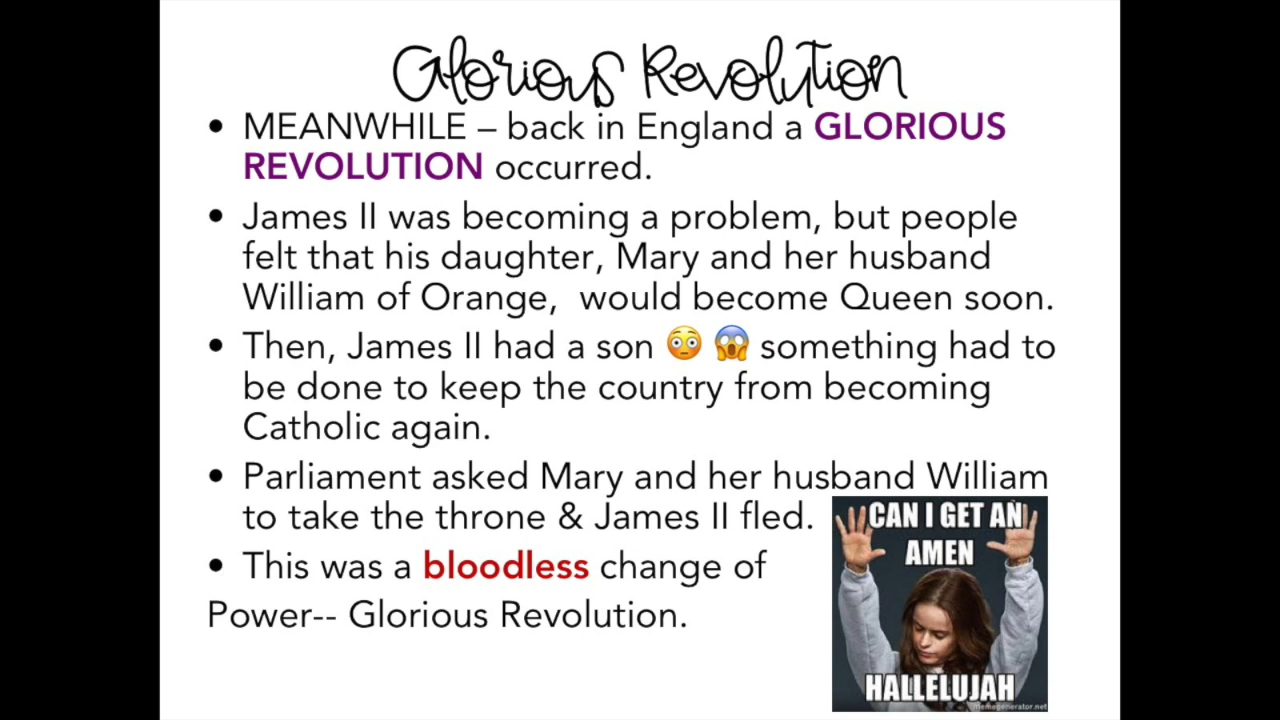 Glorious Revolution
• MEANWHILE – back in England a GLORIOUS
REVOLUTION occurred.
• James II was becoming a problem, but people
felt that his daughter, Mary and her husband
William of Orange,  would become Queen soon.
• Then, James II had a son 😳 😱 something had to
be done to keep the country from becoming
Catholic again.
• Parliament asked Mary and her husband William
to take the throne & James II fled.
• This was a bloodless change of
Power-- Glorious Revolution.
CAN I GET AN
AMEN
HALLELUJAH
memegenerator.net